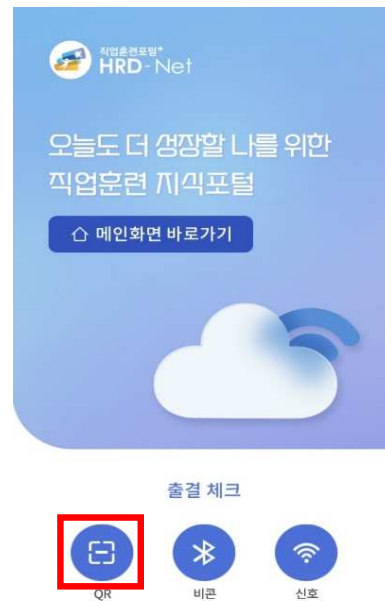 직업훈련포털+
HRD-Net
오늘도 더 성장할 나를 위한
직업훈련 지식포털
메인화면 바로가기
출결 체크
QR 비콘 신호